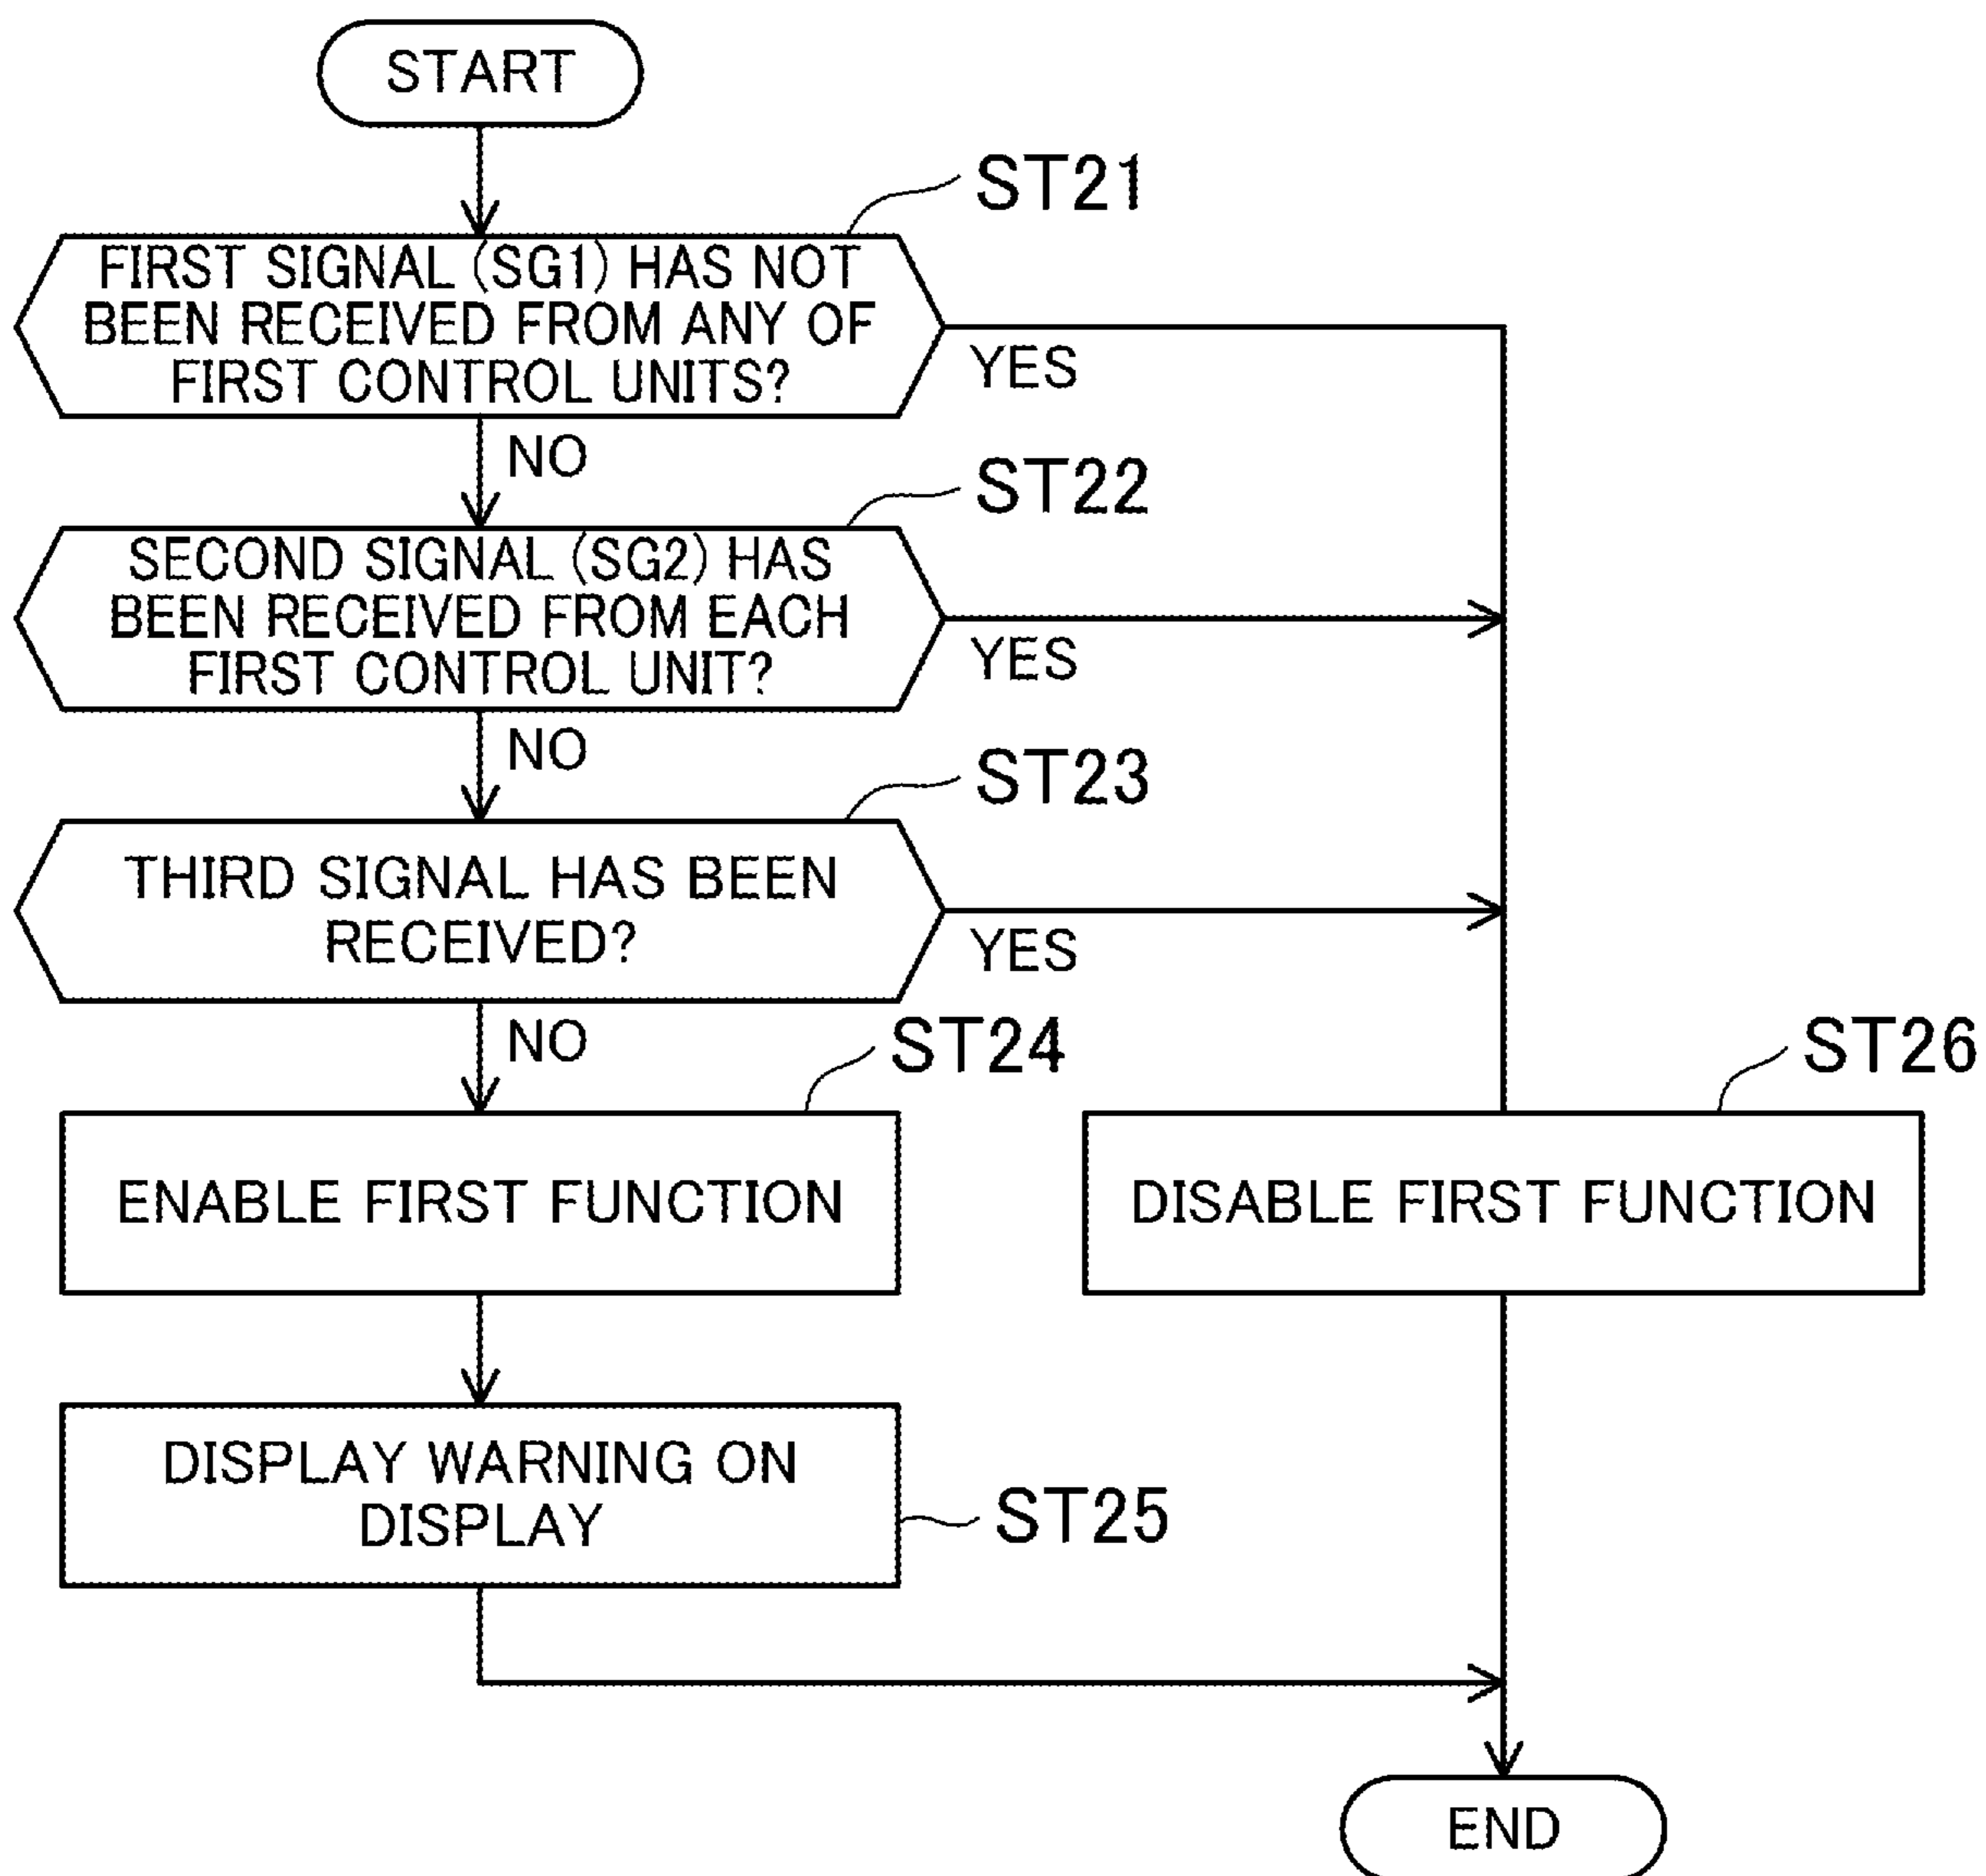 START
ST21
FIRST SIGNAL (SG1) HAS NOT
BEEN RECEIVED FROM ANY OF
FIRST CONTROL UNITS?
YES
NO
ST22
SECOND SIGNAL (SG2) HAS
BEEN RECEIVED FROM EACH
FIRST CONTROL UNIT?
YES
NO
ST23
THIRD SIGNAL HAS BEEN
RECEIVED?
YES
NO
ST24
ST26
ENABLE FIRST FUNCTION
DISABLE FIRST FUNCTION
DISPLAY WARNING ON
DISPLAY
ST25
END